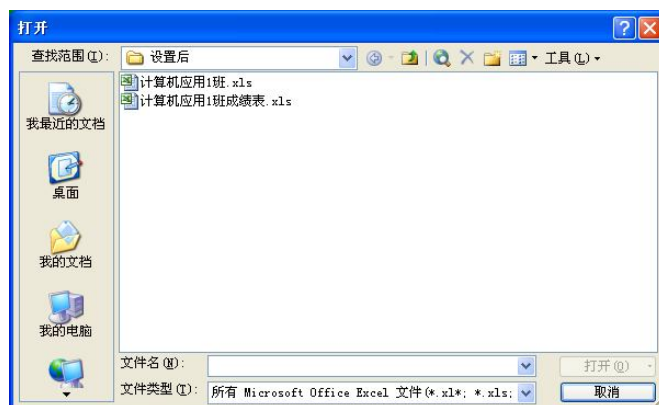 打开
查找范围(I): 设置后 工具(L)
计算机应用1班.xls
计算机应用1班成绩表.xls
我最近的文档
桌面
我的文档
我的电脑
文件名(N): 打开(O)
文件类型(T): 所有 Microsoft Office Excel 文件(*.xl*; *.xls; 取消